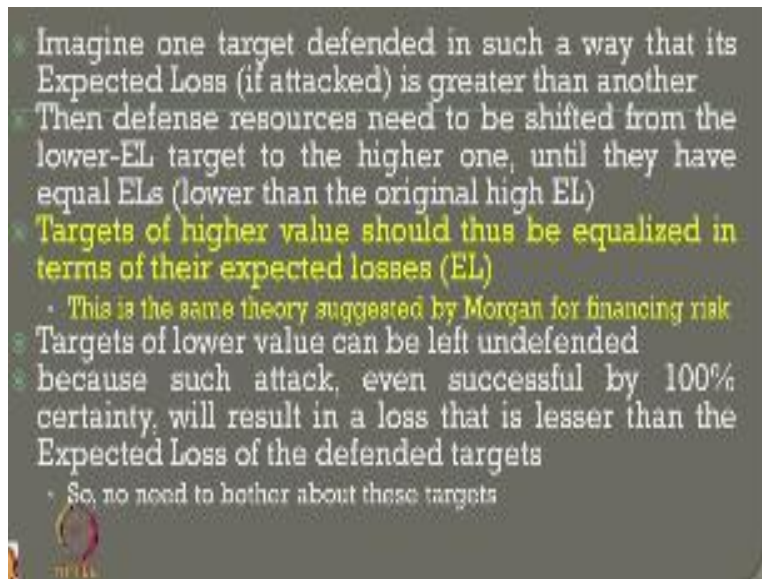 Imagine one target defended in such a way that its
Expected Loss (if attacked) is greater than another
Then defense resources need to be shifted from the
lower-EL target to the higher one, until they have
equal ELs (lower than the original high EL)
Targets of higher value should thus be equalized in
terms of their expected losses (EL)
This is the same theory suggested by Morgan for financing risk
Targets of lower value can be left undefended
because such attack, even successful by 100%
certainty, will result in a loss that is lesser than the
Expected Loss of the defended targets
So, no need to bother about these targets